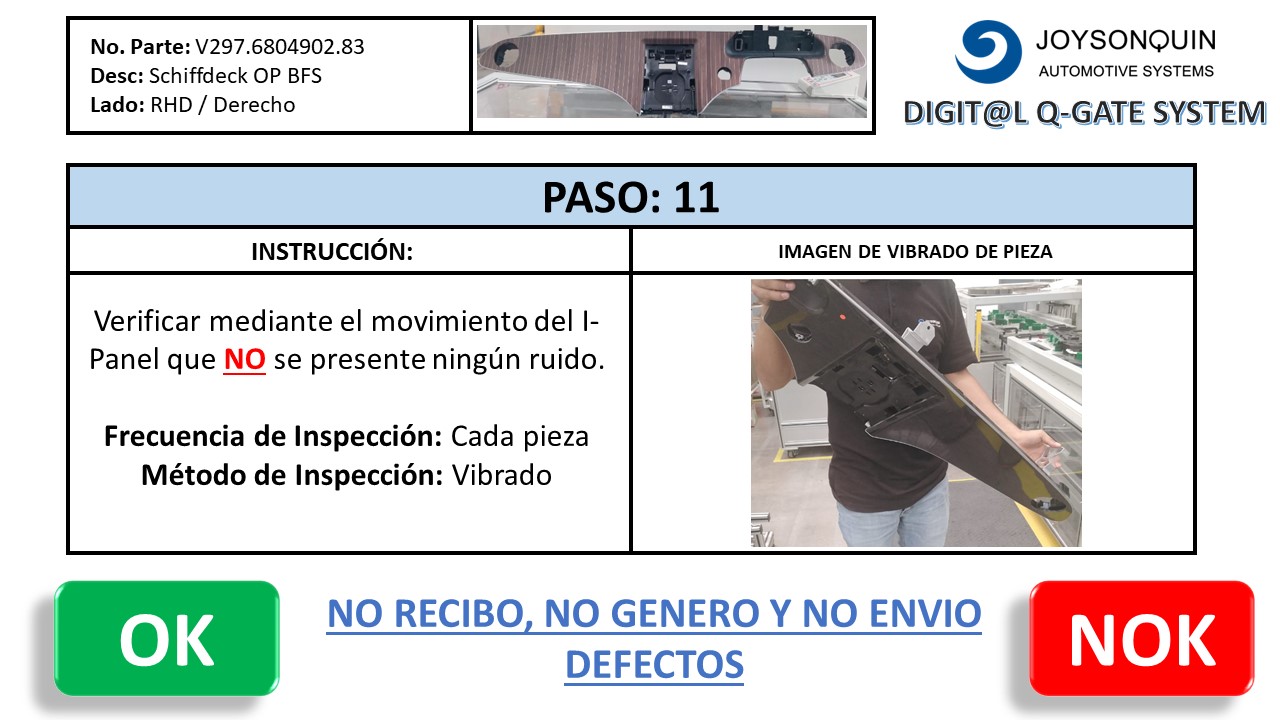 No. Parte: V297.6804902.83
Desc: Schiffdeck OP BFS
Lado: RHD / Derecho
JOYSONQUIN
AUTOMOTIVE SYSTEMS
DIGIT@L Q-GATE SYSTEM
PASO: 11
INSTRUCCIÓN:
IMAGEN DE VIBRADO DE PIEZA
Verificar mediante el movimiento del I-
Panel que NO se presente ningún ruido.
Frecuencia de Inspección: Cada pieza
Método de Inspección: Vibrado
OK
NO RECIBO, NO GENERO Y NO ENVIO
DEFECTOS
NOK